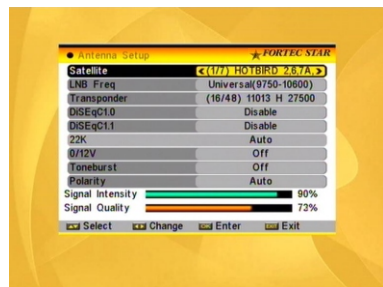 Antenna Setup FORTEC STAR
Satellite (1/7) HOTBIRD 2,6,7A,
LNB Freq Universal(9750-10600)
Transponder (16/48) 11013 H 27500
DiSEqC1.0 Disable
DiSEqC1.1 Disable
22K Auto
0/12V Off
Toneburst Off
Polarity Auto
Signal Intensity 90%
Signal Quality 73%
Select Change Enter Exit